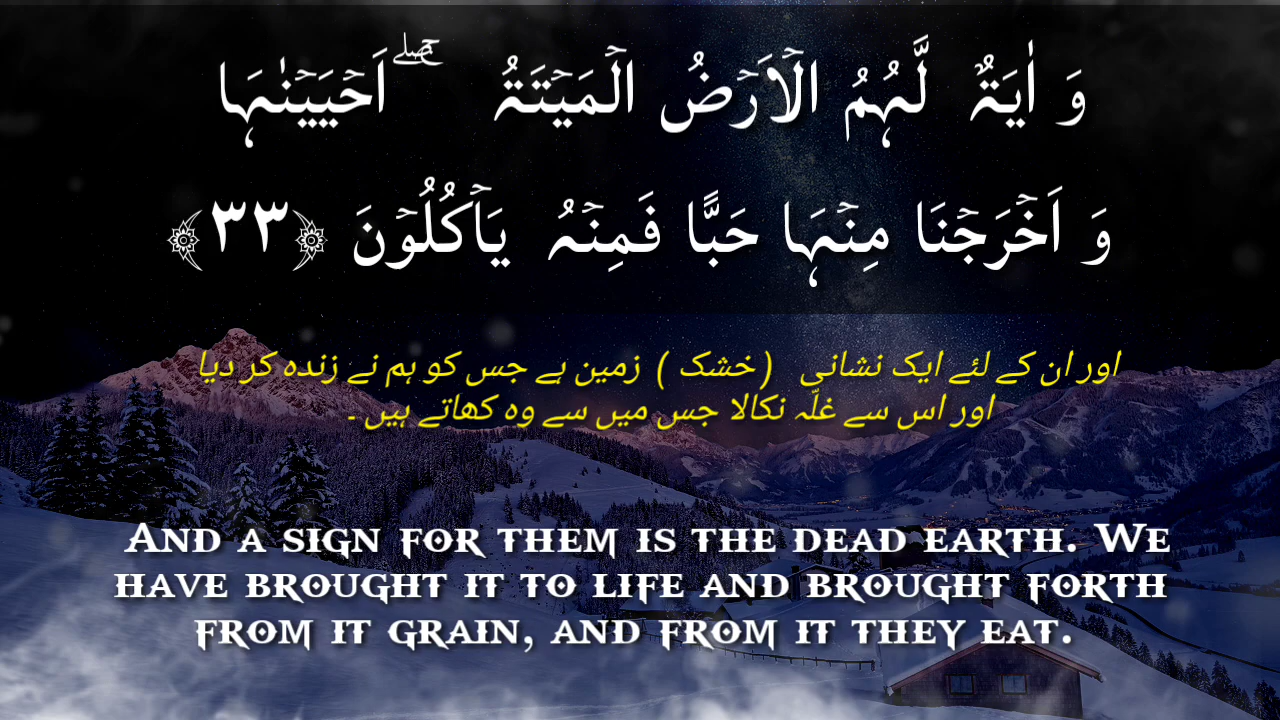 وَ اٰیَۃٌ لَّہُمُ الۡاَرۡضُ الۡمَیۡتَۃُ ۚۖ اَحۡیَیۡنٰہَا
وَ اَخۡرَجۡنَا مِنۡہَا حَبًّا فَمِنۡہُ یَاۡکُلُوۡنَ ﴿۳۳﴾
اور ان کے لئے ایک نشانی ( خشک ) زمین ہے جس کو ہم نے زندہ کر دیا
اور اس سے غلّہ نکالا جس میں سے وہ کھاتے ہیں ۔
And a sign for them is the dead earth. We
have brought it to life and brought forth
from it grain, and from it they eat.